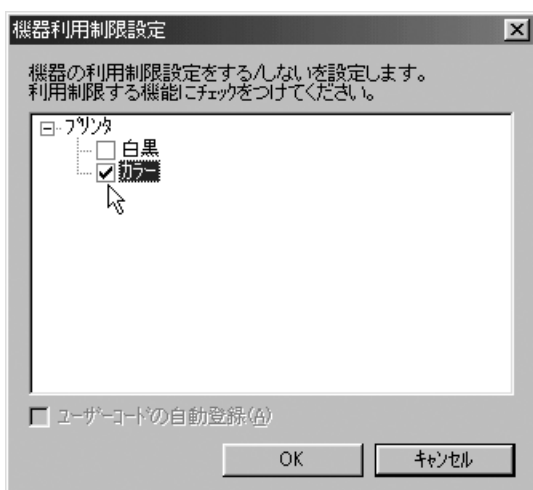 機器利用制限設定
機器の利用制限設定をする/しないを設定します。
利用制限する機能にﾁｪｯｸをつけてください。
ﾌﾟﾘﾝﾀ
白黒
ｶﾗｰ
ﾕｰｻﾞｰｺｰﾄﾞの自動登録(A)
OK
ｷｬﾝｾﾙ